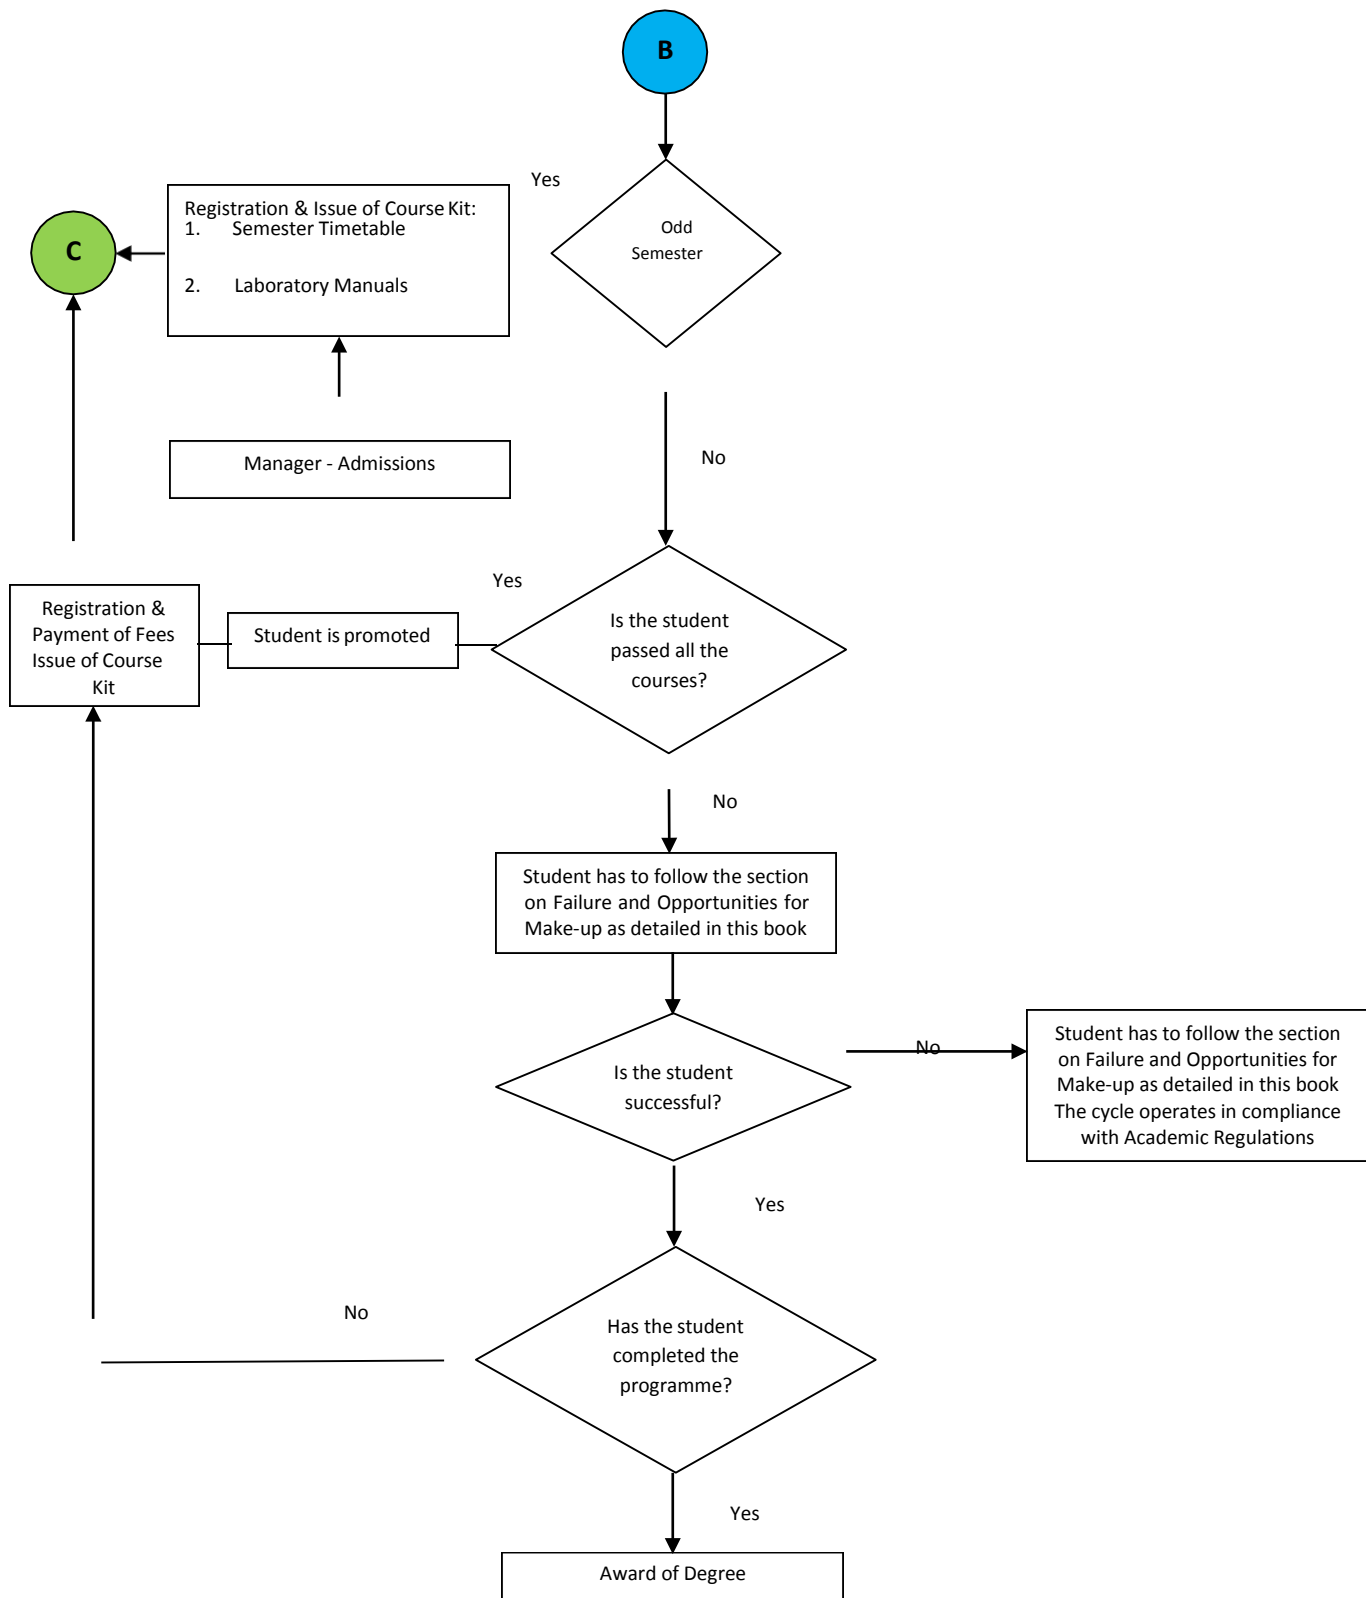 B
Yes
Odd
Semester
Registration & Issue of Course Kit:
1. Semester Timetable
2. Laboratory Manuals
C
Manager - Admissions
No
Yes
Is the student
passed all the
courses?
Student is promoted
Registration &
Payment of Fees
Issue of Course
Kit
No
Student has to follow the section
on Failure and Opportunities for
Make-up as detailed in this book
Is the student
successful?
No
Student has to follow the section
on Failure and Opportunities for
Make-up as detailed in this book
The cycle operates in compliance
with Academic Regulations
Yes
No
Has the student
completed the
programme?
Yes
Award of Degree